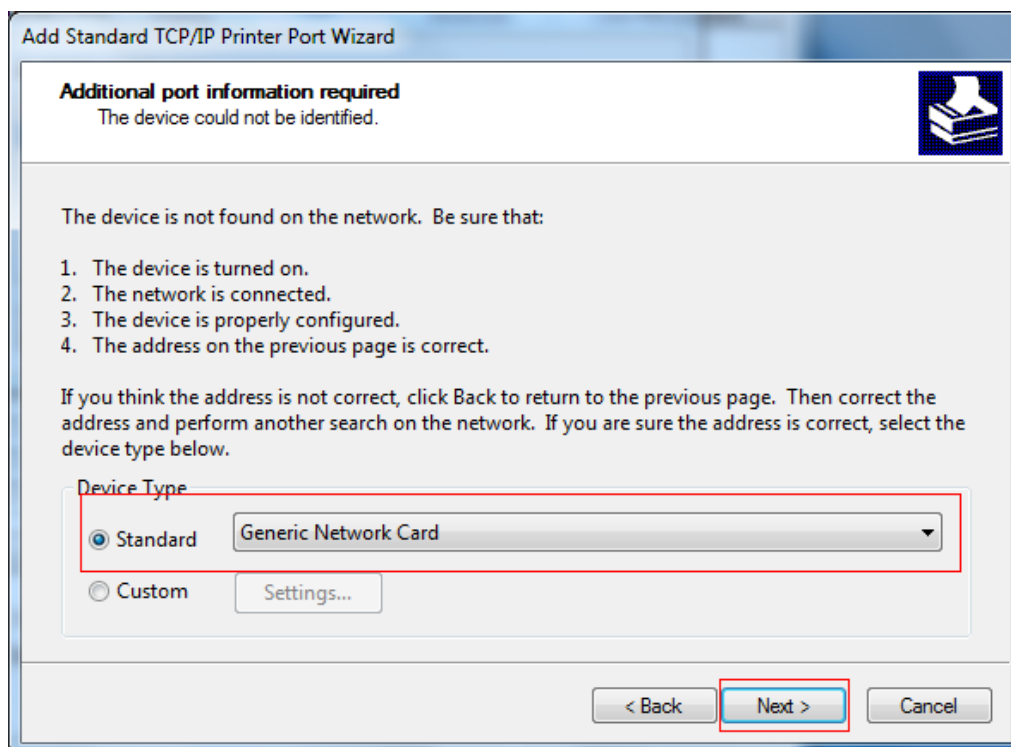 Add Standard TCP/IP Printer Port Wizard
Additional port information required
The device could not be identified.
The device is not found on the network.  Be sure that:
1.  The device is turned on.
2.  The network is connected.
3.  The device is properly configured.
4.  The address on the previous page is correct.
If you think the address is not correct, click Back to return to the previous page.  Then correct the
address and perform another search on the network.  If you are sure the address is correct, select the
device type below.
Device Type
Standard Generic Network Card
Custom Settings...
< Back Next > Cancel